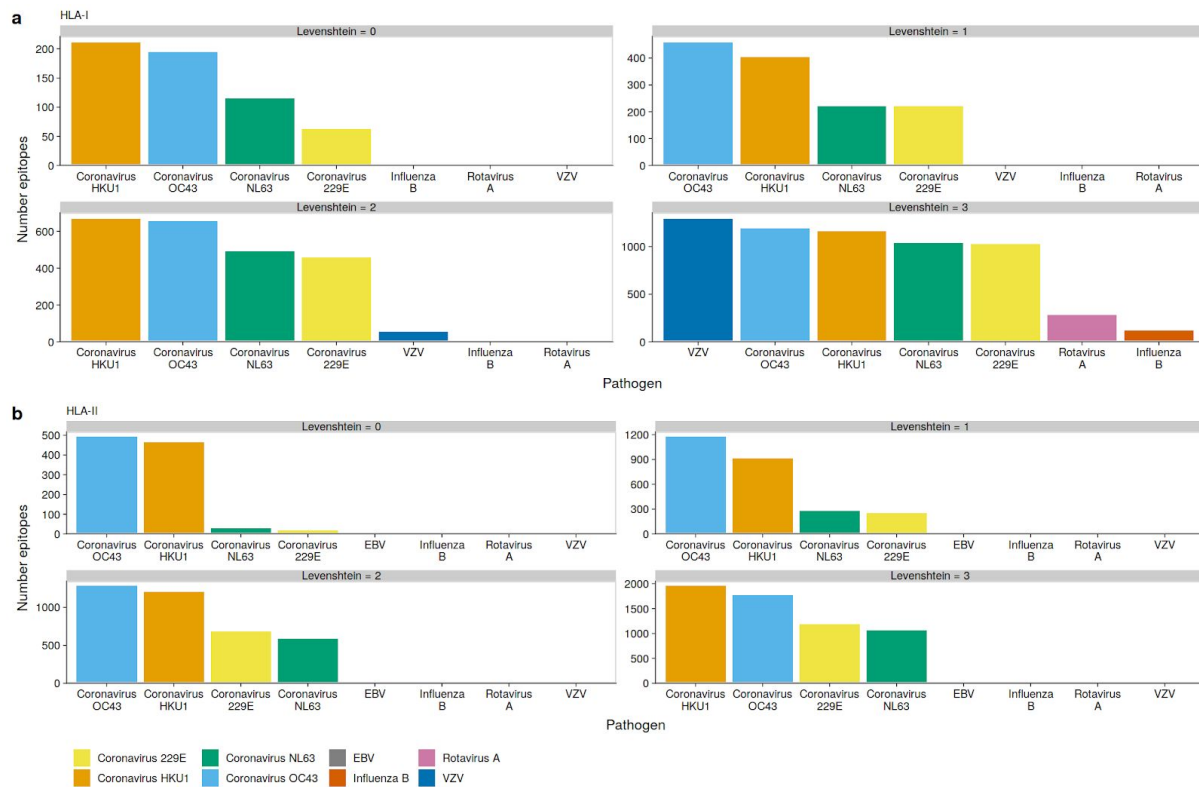 a
HLA-I
Number epitopes
Levenshtein = 0
200
150
100
50
0
Coronavirus HKU1
Coronavirus OC43
Coronavirus NL63
Coronavirus 229E
Influenza B
Rotavirus A
VZV
Levenshtein = 1
400
300
200
100
0
Coronavirus OC43
Coronavirus HKU1
Coronavirus NL63
Coronavirus 229E
VZV
Influenza B
Rotavirus A
Levenshtein = 2
600
400
200
0
Coronavirus HKU1
Coronavirus OC43
Coronavirus NL63
Coronavirus 229E
VZV
Influenza B
Rotavirus A
Levenshtein = 3
1000
500
0
VZV
Coronavirus OC43
Coronavirus HKU1
Coronavirus NL63
Coronavirus 229E
Rotavirus A
Influenza B
Pathogen
b
HLA-II
Number epitopes
Levenshtein = 0
500
400
300
200
100
0
Coronavirus OC43
Coronavirus HKU1
Coronavirus NL63
Coronavirus 229E
EBV
Influenza B
Rotavirus A
VZV
Levenshtein = 1
1200
900
600
300
0
Coronavirus OC43
Coronavirus HKU1
Coronavirus NL63
Coronavirus 229E
EBV
Influenza B
Rotavirus A
VZV
Levenshtein = 2
1000
500
0
Coronavirus OC43
Coronavirus HKU1
Coronavirus 229E
Coronavirus NL63
EBV
Influenza B
Rotavirus A
VZV
Levenshtein = 3
2000
1500
1000
500
0
Coronavirus HKU1
Coronavirus OC43
Coronavirus 229E
Coronavirus NL63
EBV
Influenza B
Rotavirus A
VZV
Pathogen
Coronavirus 229E
Coronavirus NL63
EBV
Rotavirus A
Coronavirus HKU1
Coronavirus OC43
Influenza B
VZV